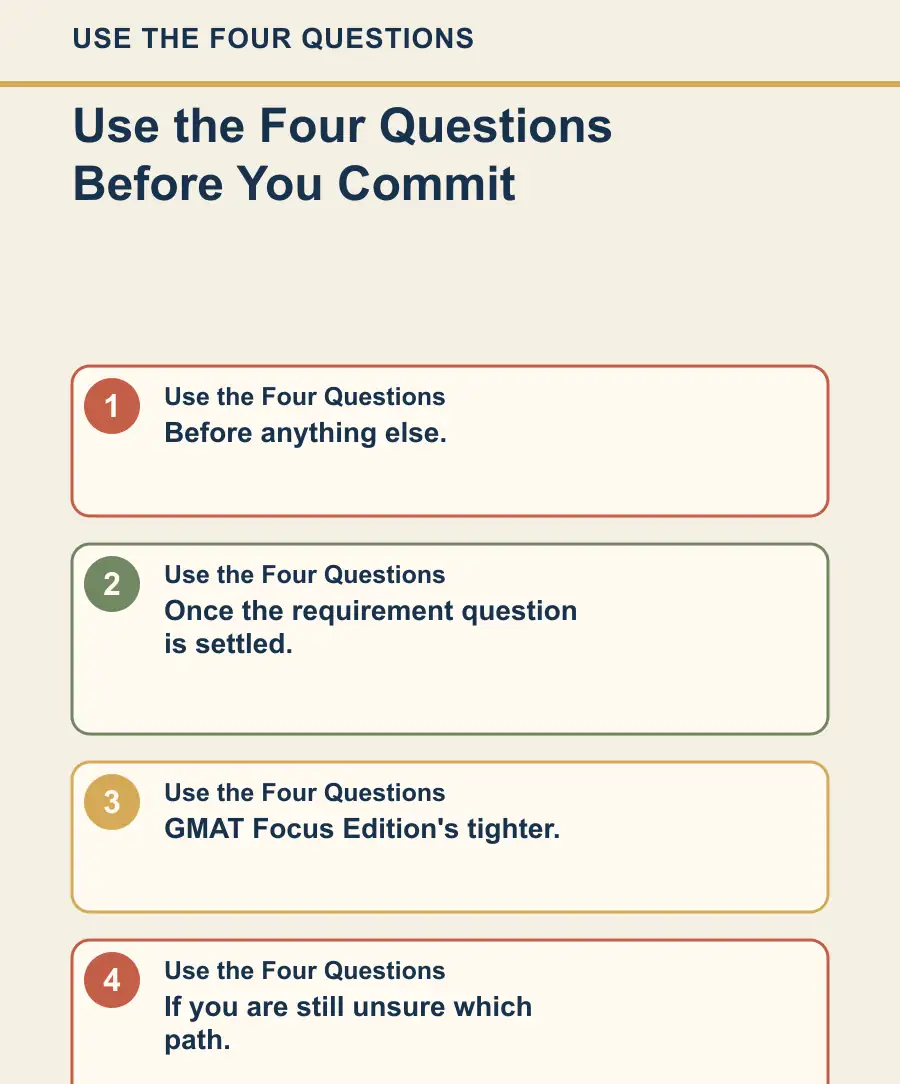 USE THE FOUR QUESTIONS
Use the Four Questions
Before You Commit
1
Use the Four Questions
Before anything else.
2
Use the Four Questions
Once the requirement question
is settled.
3
Use the Four Questions
GMAT Focus Edition's tighter.
4
Use the Four Questions
If you are still unsure which
path.